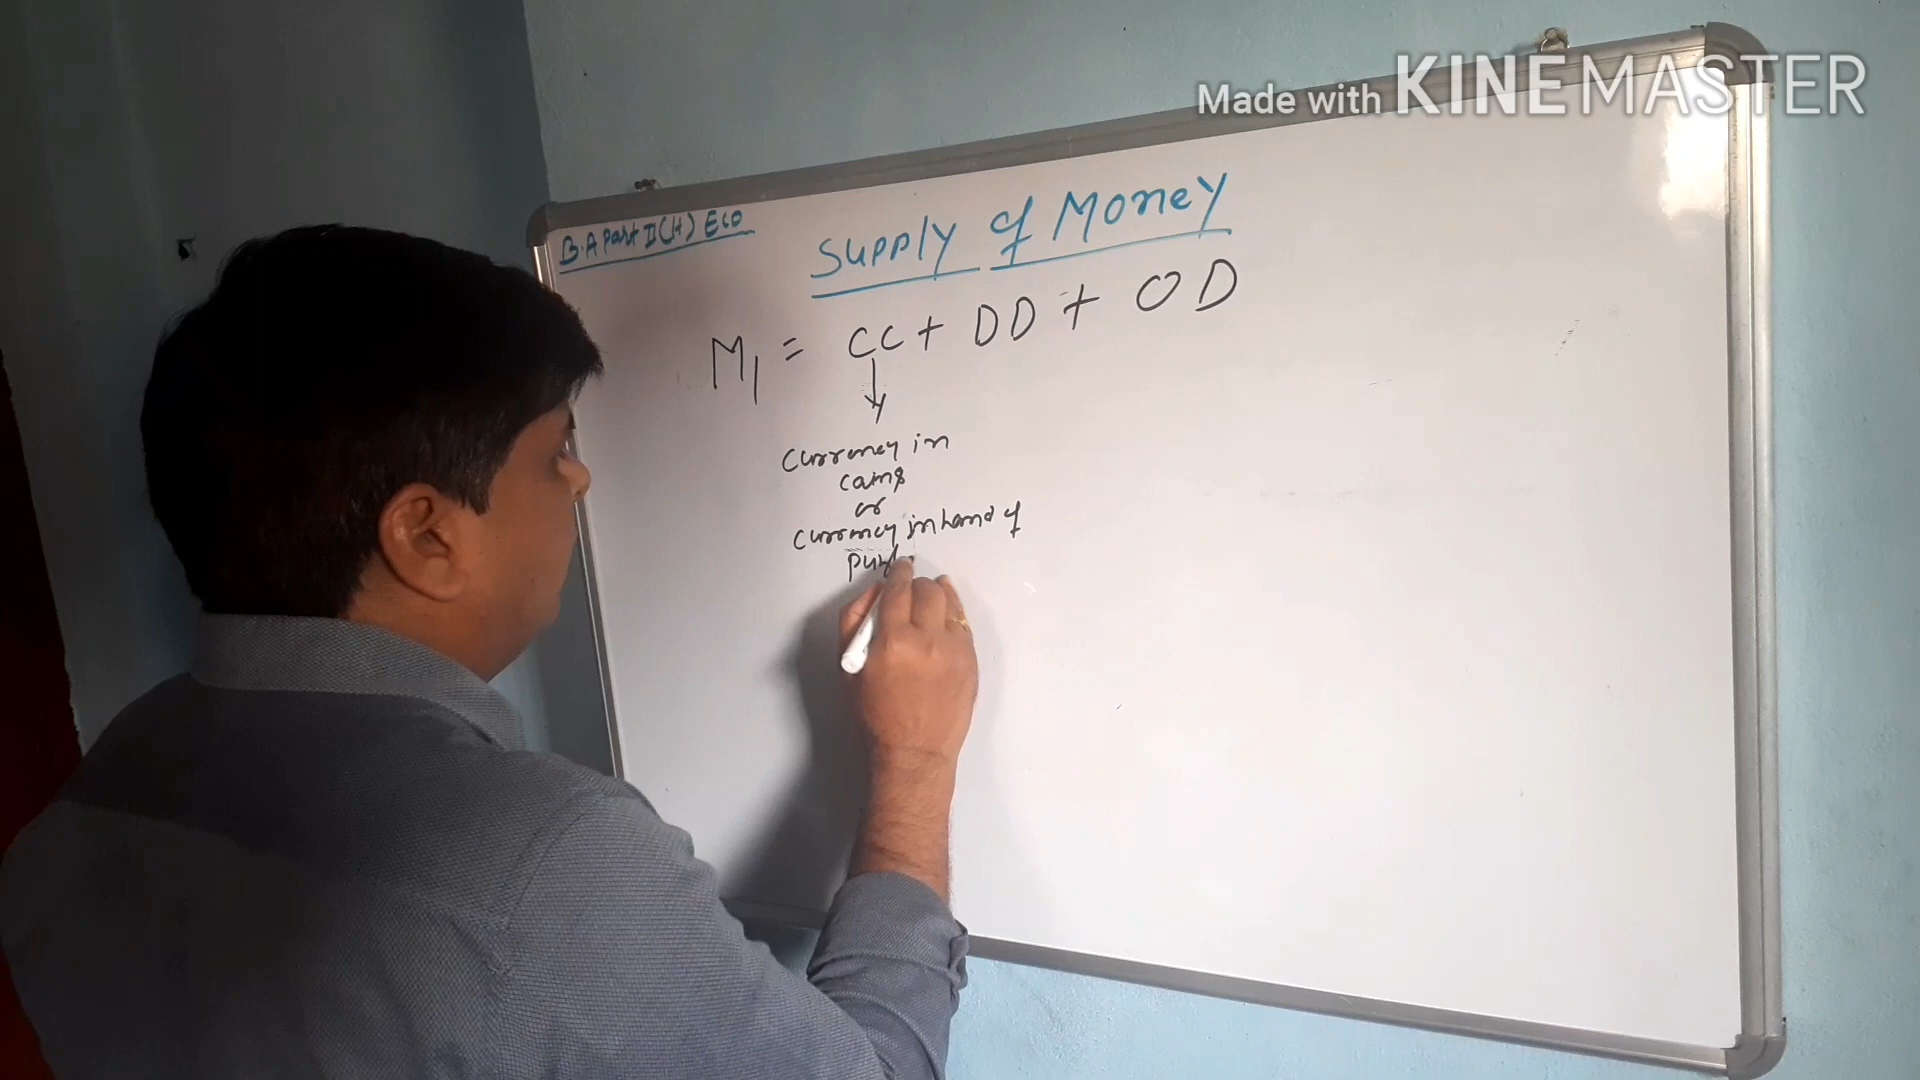 Made with KINEMASTER
B.A Part II (H) Eco
Supply of Money
M1 = CC + DD + OD
Currency in
coins
or
Currency in hand of